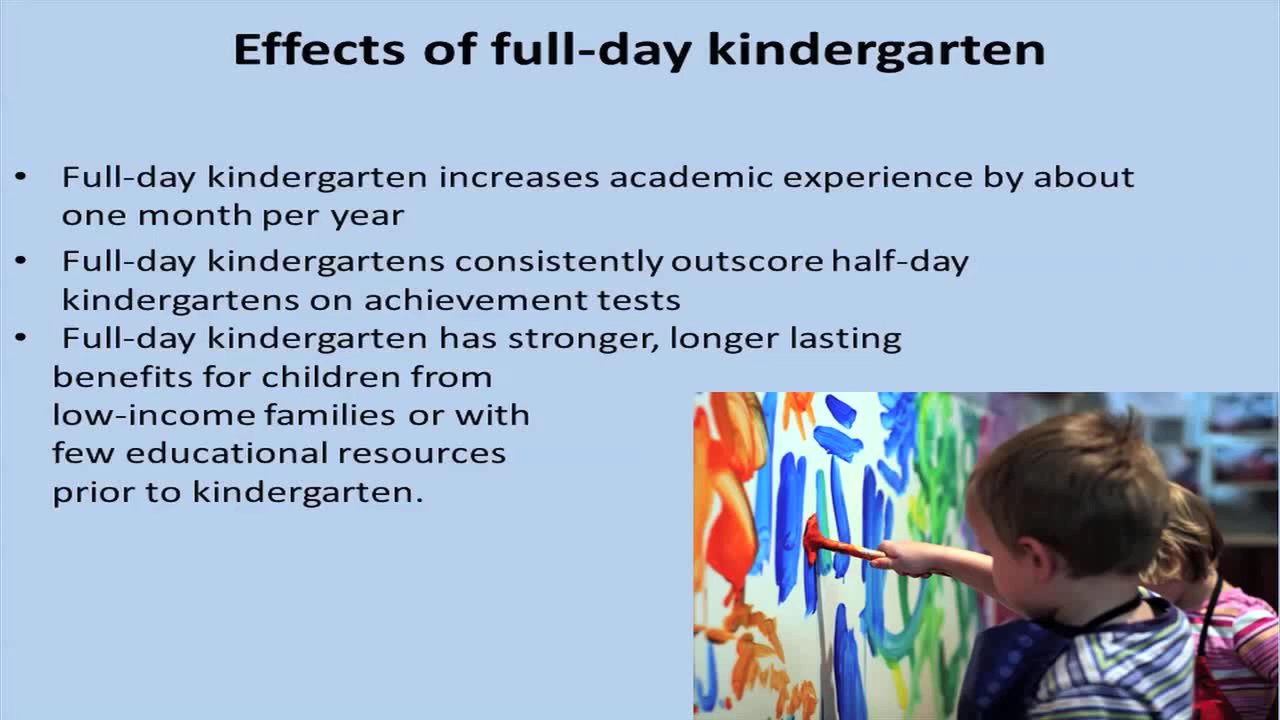 Effects of full-day kindergarten
• Full-day kindergarten increases academic experience by about
one month per year
• Full-day kindergartens consistently outscore half-day
kindergartens on achievement tests
• Full-day kindergarten has stronger, longer lasting
benefits for children from
low-income families or with
few educational resources
prior to kindergarten.